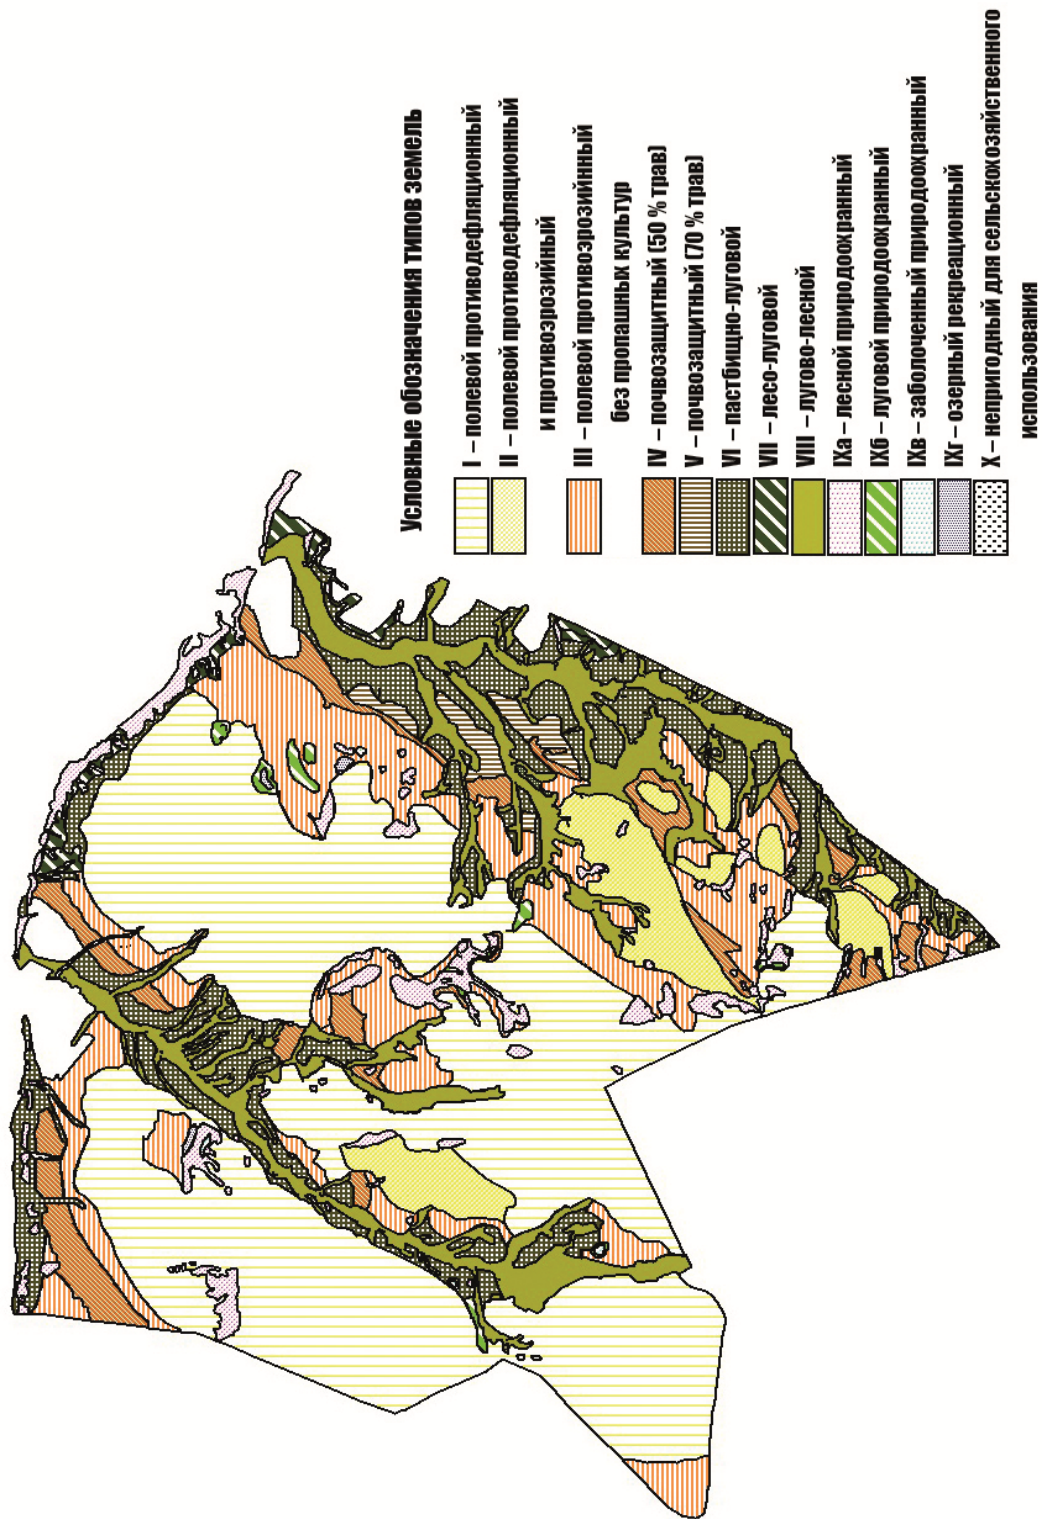 Условные обозначения типов земель
I – полевой противодефляционный
II – полевой противодефляционный
и противоэрозийный
III – полевой противоэрозийный
без пропашных культур
IV – почвозащитный (50 % трав)
V – почвозащитный (70 % трав)
VI – пастбищно-луговой
VII – лесо-луговой
VIII – лугово-лесной
IXа – лесной природоохранный
IXб – луговой природоохранный
IXв – заболоченный природоохранный
IXг – озерный рекреационный
X – непригодный для сельскохозяйственного
использования